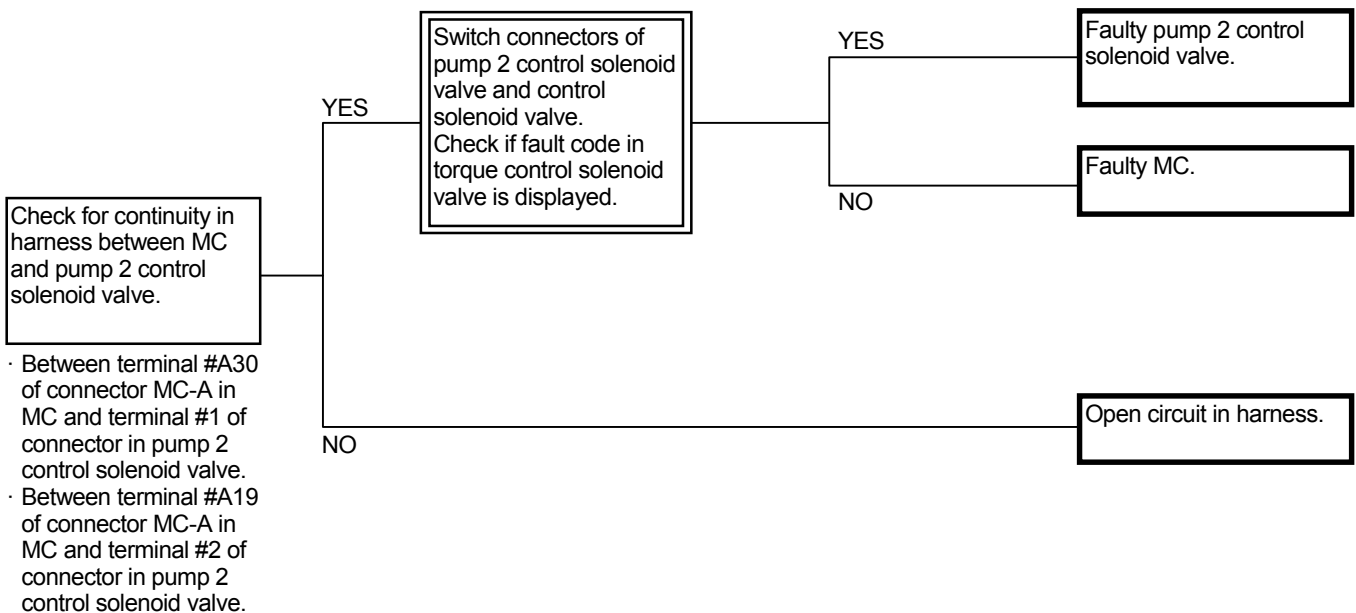 Check for continuity in
harness between MC
and pump 2 control
solenoid valve.
· Between terminal #A30
of connector MC-A in
MC and terminal #1 of
connector in pump 2
control solenoid valve.
· Between terminal #A19
of connector MC-A in
MC and terminal #2 of
connector in pump 2
control solenoid valve.
YES
Switch connectors of
pump 2 control solenoid
valve and control
solenoid valve.
Check if fault code in
torque control solenoid
valve is displayed.
YES
Faulty pump 2 control
solenoid valve.
NO
Faulty MC.
NO
Open circuit in harness.